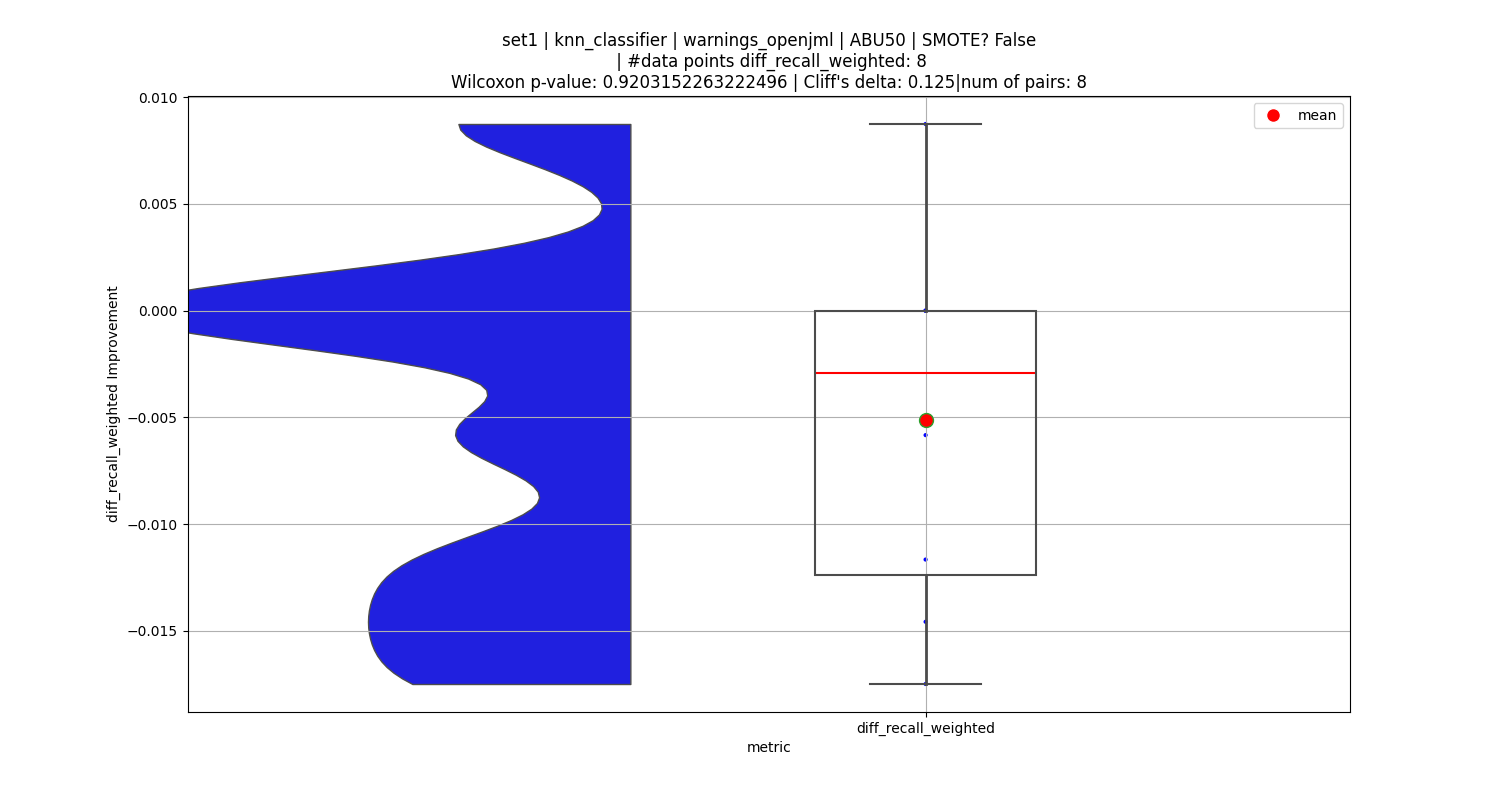 set1 | knn_classifier | warnings_openjml | ABU50 | SMOTE? False
| #data points diff_recall_weighted: 8
Wilcoxon p-value: 0.9203152263222496 | Cliff's delta: 0.125|num of pairs: 8
mean
0.010
0.005
0.000
−0.005
−0.010
−0.015
diff_recall_weighted Improvement
diff_recall_weighted
metric